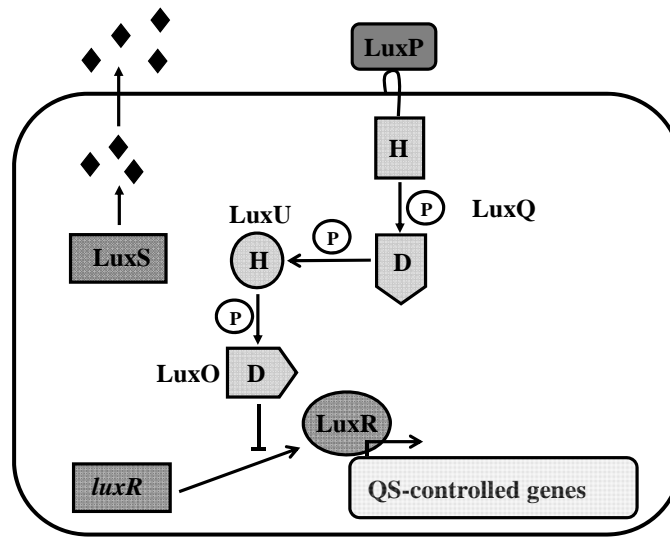 LuxP
H
P
LuxQ
LuxU
P
LuxS
H
D
P
LuxO
D
LuxR
luxR
QS-controlled genes